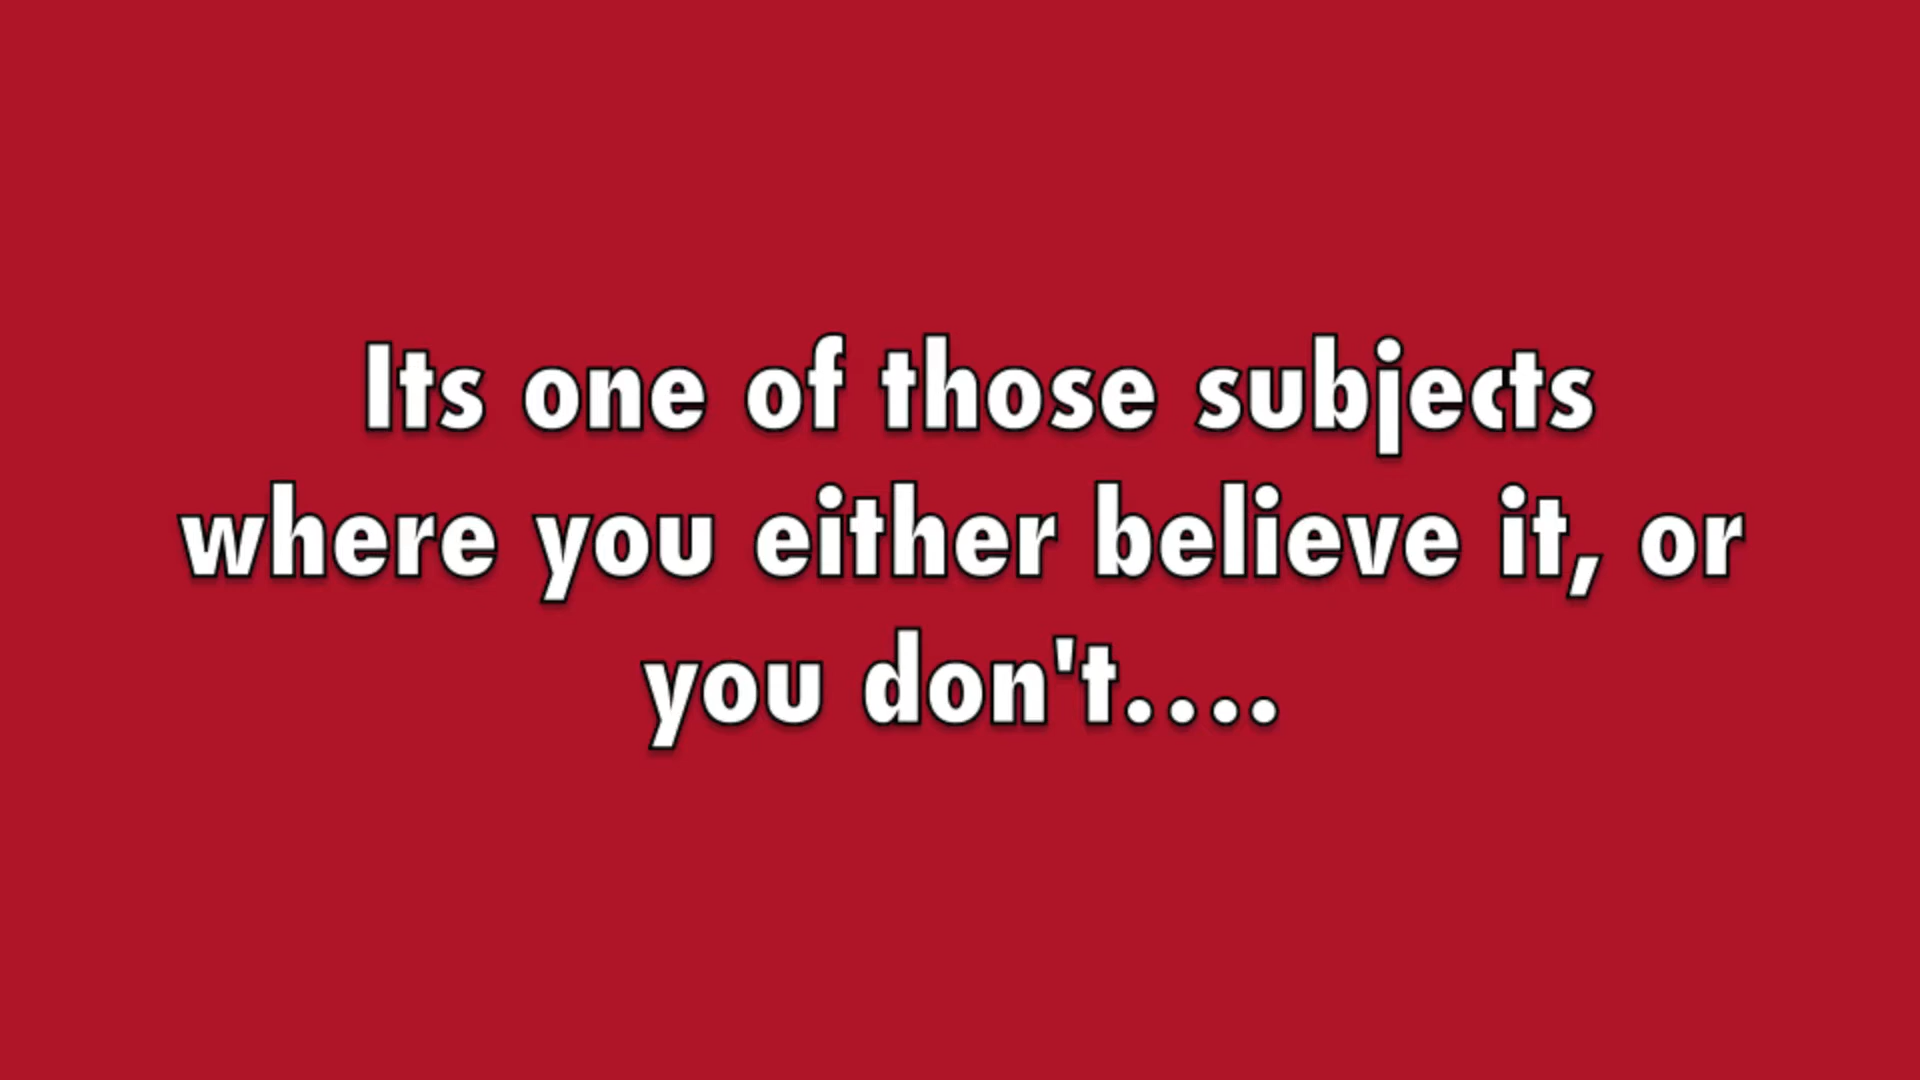 Its one of those subjects
where you either believe it, or
you don't....